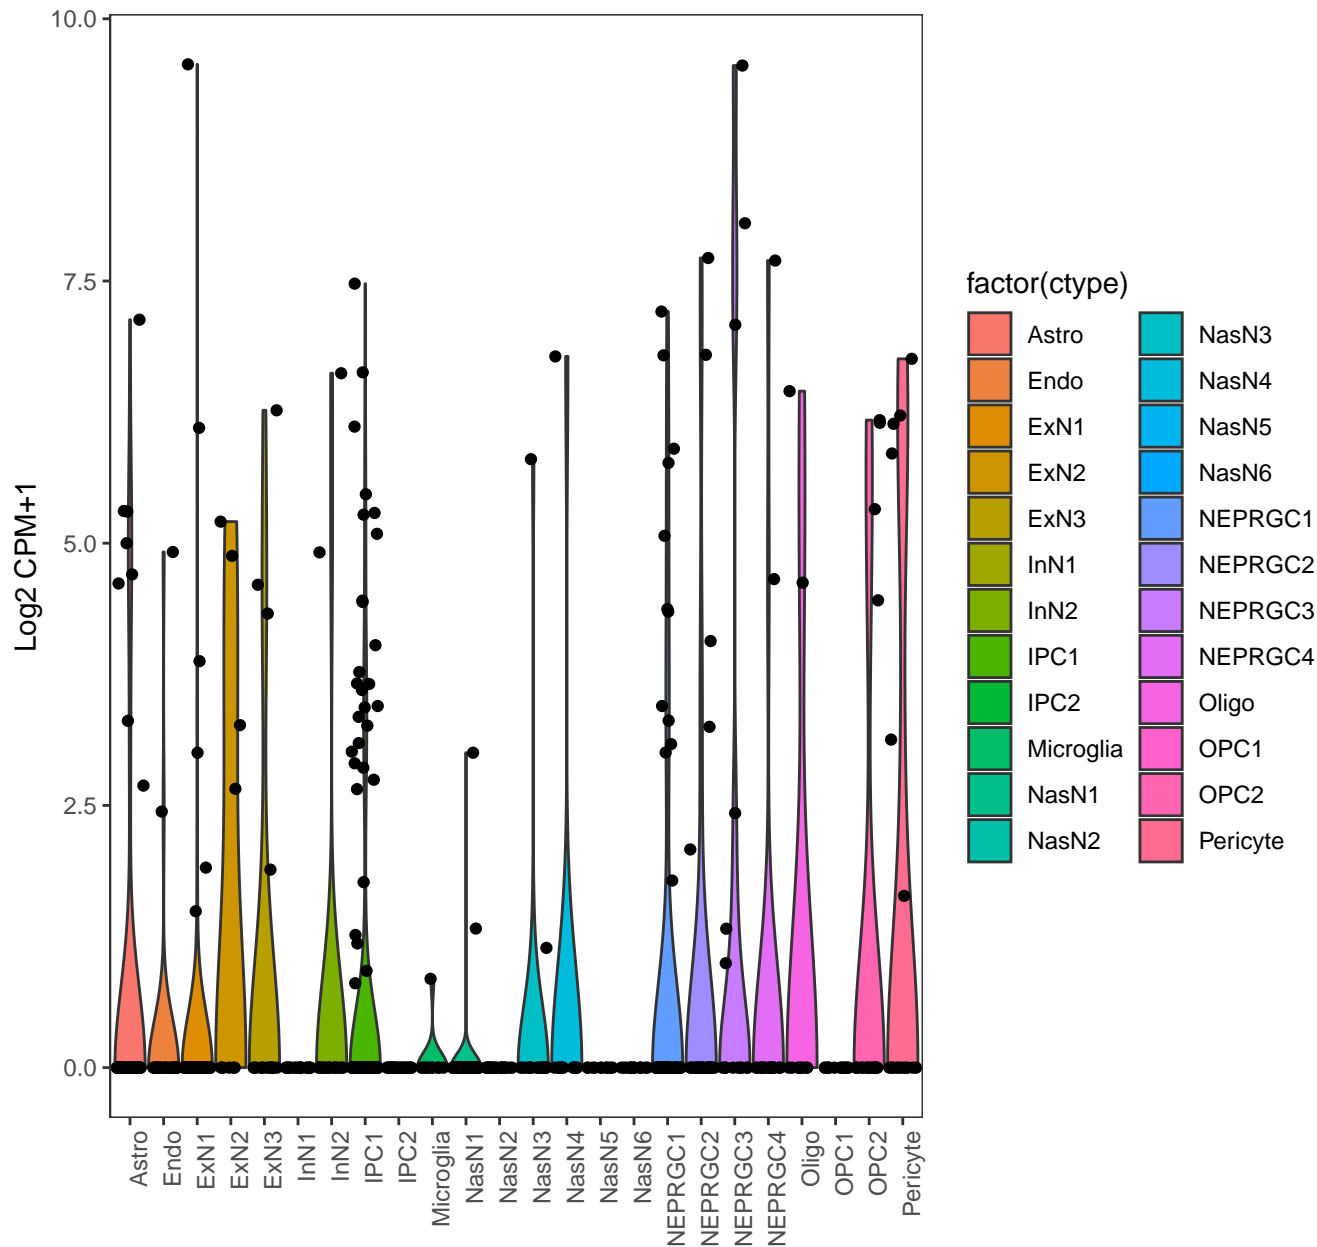 10.0
7.5
5.0
2.5
0.0
Log2 CPM+1
Astro
Endo
ExN1
ExN2
ExN3
InN1
InN2
IPC1
IPC2
Microglia
NasN1
NasN2
NasN3
NasN4
NasN5
NasN6
NEPRGC1
NEPRGC2
NEPRGC3
NEPRGC4
Oligo
OPC1
OPC2
Pericyte
factor(ctype)
Astro
Endo
ExN1
ExN2
ExN3
InN1
InN2
IPC1
IPC2
Microglia
NasN1
NasN2
NasN3
NasN4
NasN5
NasN6
NEPRGC1
NEPRGC2
NEPRGC3
NEPRGC4
Oligo
OPC1
OPC2
Pericyte